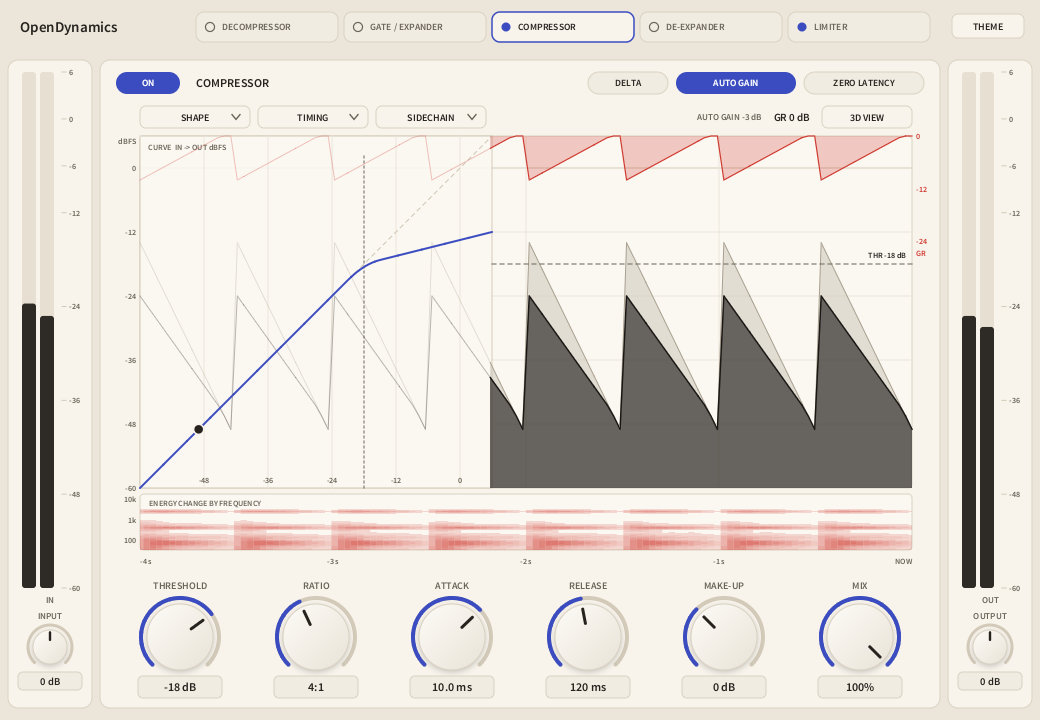 OpenDynamics
DECOMPRESSOR
GATE / EXPANDER
COMPRESSOR
DE-EXPANDER
LIMITER
THEME
ON
COMPRESSOR
DELTA
AUTO GAIN
ZERO LATENCY
SHAPE
TIMING
SIDECHAIN
AUTO GAIN -3 dB
GR 0 dB
3D VIEW
6
0
-6
-12
-24
-36
-48
-60
IN
INPUT
0 dB
dBFS
0
-12
-24
-36
-48
-60
CURVE IN -> OUT dBFS
-48
-36
-24
-12
0
THR -18 dB
0
-12
-24
GR
ENERGY CHANGE BY FREQUENCY
10k
1k
100
-4s
-3s
-2s
-1s
NOW
THRESHOLD
RATIO
ATTACK
RELEASE
MAKE-UP
MIX
-18 dB
4:1
10.0 ms
120 ms
0 dB
100%
6
0
-6
-12
-24
-36
-48
-60
OUT
OUTPUT
0 dB